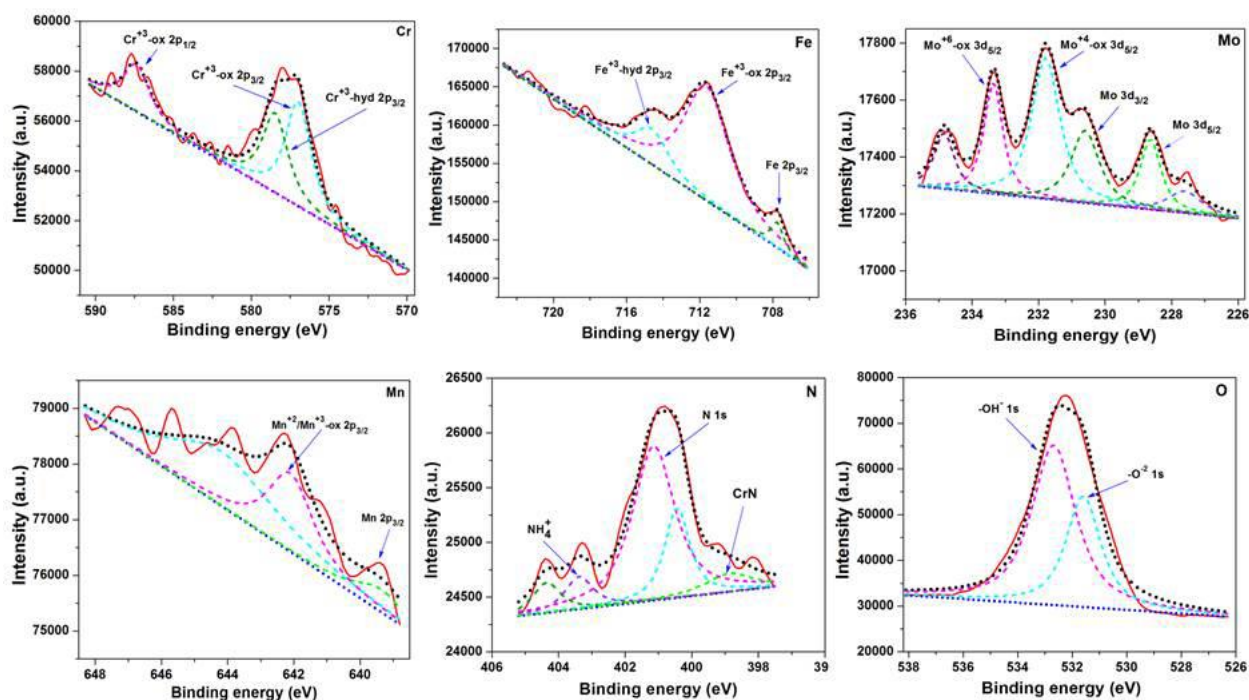 Cr
Cr+3-ox 2p1/2
Cr+3-ox 2p3/2
Cr+3-hyd 2p3/2
Intensity (a.u.)
60000
58000
56000
54000
52000
50000
590 585 580 575 570
Binding energy (eV)
Fe
Fe+3-hyd 2p3/2
Fe+3-ox 2p3/2
Fe 2p3/2
Intensity (a.u.)
170000
165000
160000
155000
150000
145000
140000
720 716 712 708
Binding energy (eV)
Mo
Mo+6-ox 3d5/2
Mo+4-ox 3d5/2
Mo 3d3/2
Mo 3d5/2
Intensity (a.u.)
17800
17600
17400
17200
17000
236 234 232 230 228 226
Binding energy (eV)
Mn
Mn+2/Mn+3-ox 2p3/2
Mn 2p3/2
Intensity (a.u.)
79000
78000
77000
76000
75000
648 646 644 642 640
Binding energy (eV)
N
N 1s
CrN
NH4+
Intensity (a.u.)
26500
26000
25500
25000
24500
24000
406 404 402 400 398 39
Binding energy (eV)
O
-OH- 1s
-O-2 1s
Intensity (a.u.)
80000
70000
60000
50000
40000
30000
20000
10000
0
538 536 534 532 530 528 526
Binding energy (eV)